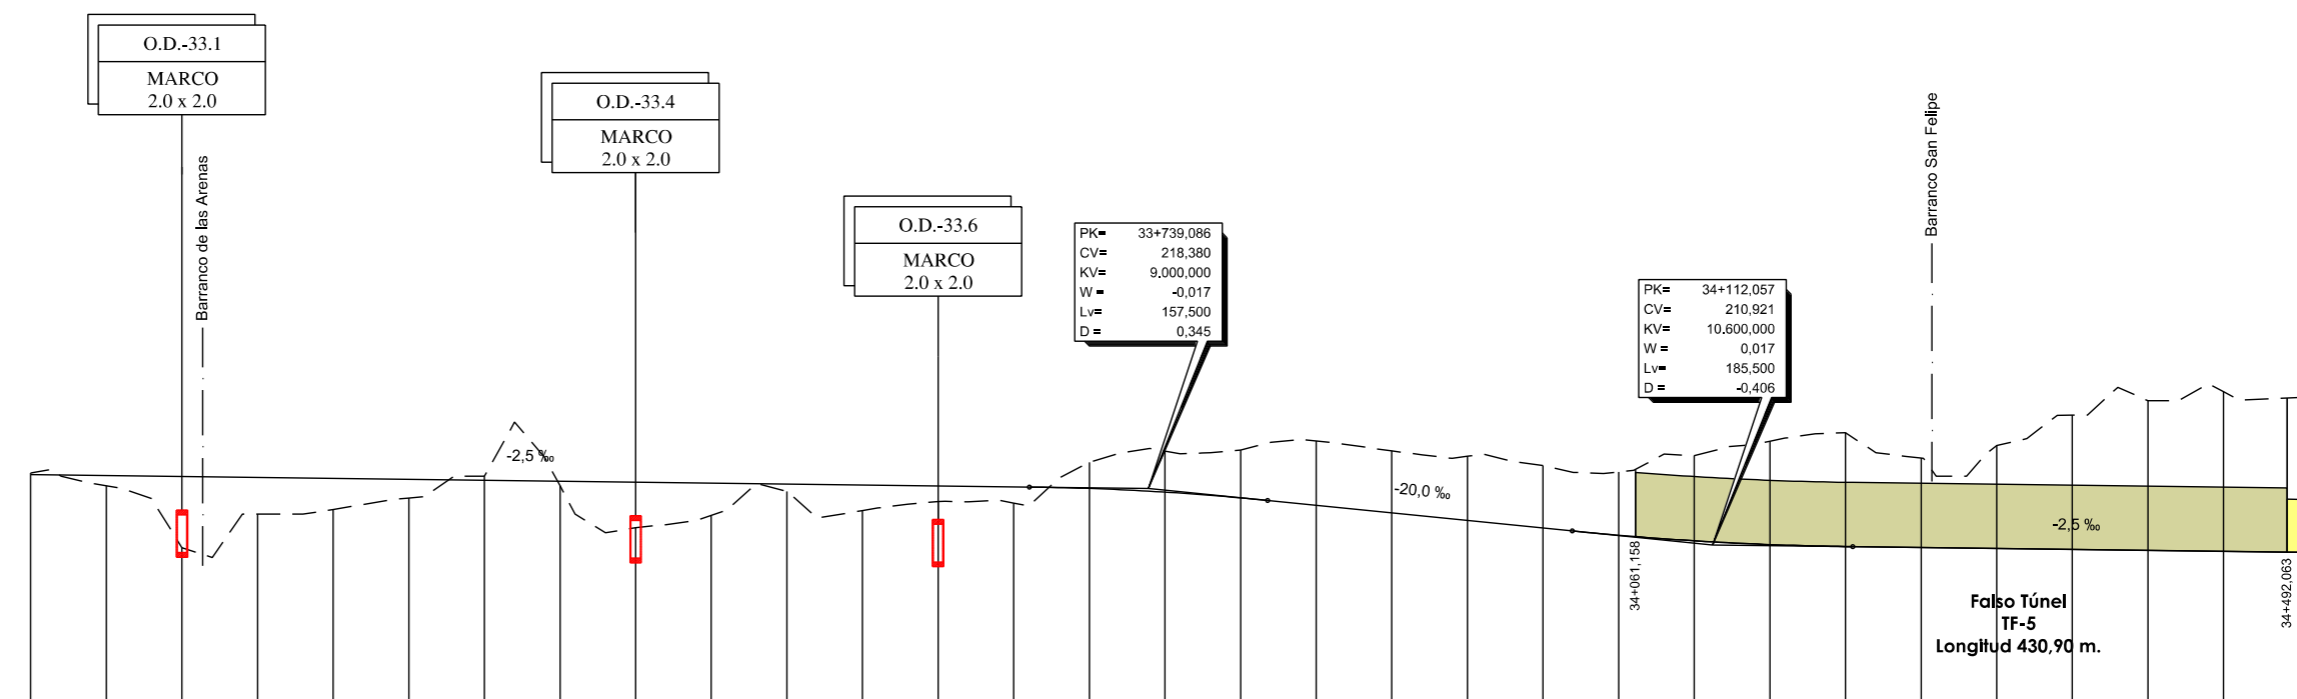 O.D.-33.1
MARCO
2.0 x 2.0
Barranco de las Arenas
O.D.-33.4
MARCO
2.0 x 2.0
-2,5 ‰
O.D.-33.6
MARCO
2.0 x 2.0
PK= 33+739,086
CV= 218,380
KV= 9.000,000
W = -0,017
Lv= 157,500
D = 0,345
-20,0 ‰
PK= 34+112,057
CV= 210,921
KV= 10.600,000
W = 0,017
Lv= 185,500
D = -0,406
Barranco San Felipe
-2,5 ‰
34+061,158
Falso Túnel
TF-5
Longitud 430,90 m.
34+492,063